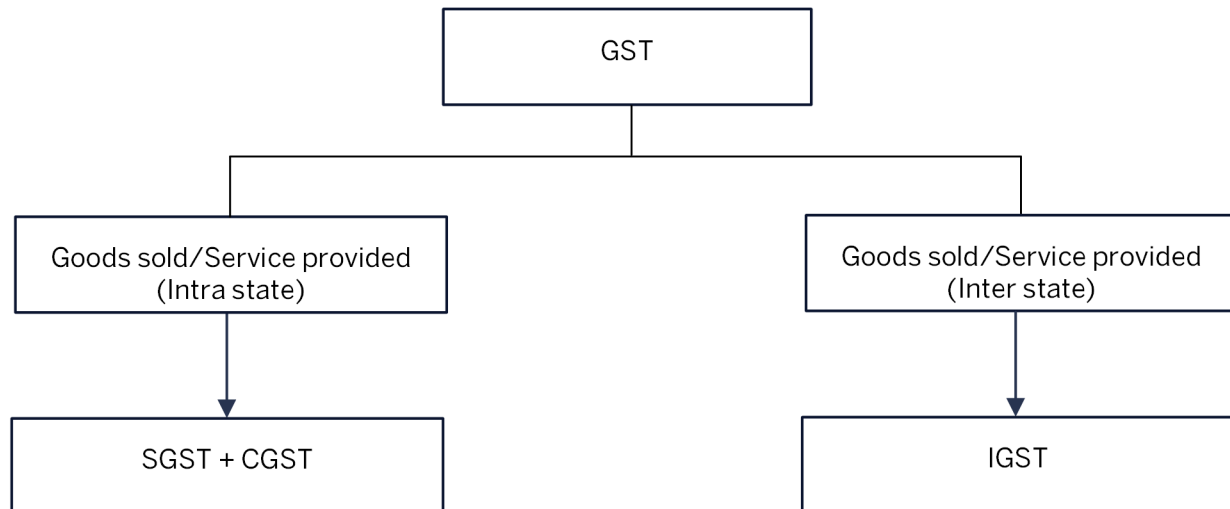 GST
Goods sold/Service provided
(Intra state)
Goods sold/Service provided
(Inter state)
SGST + CGST
IGST